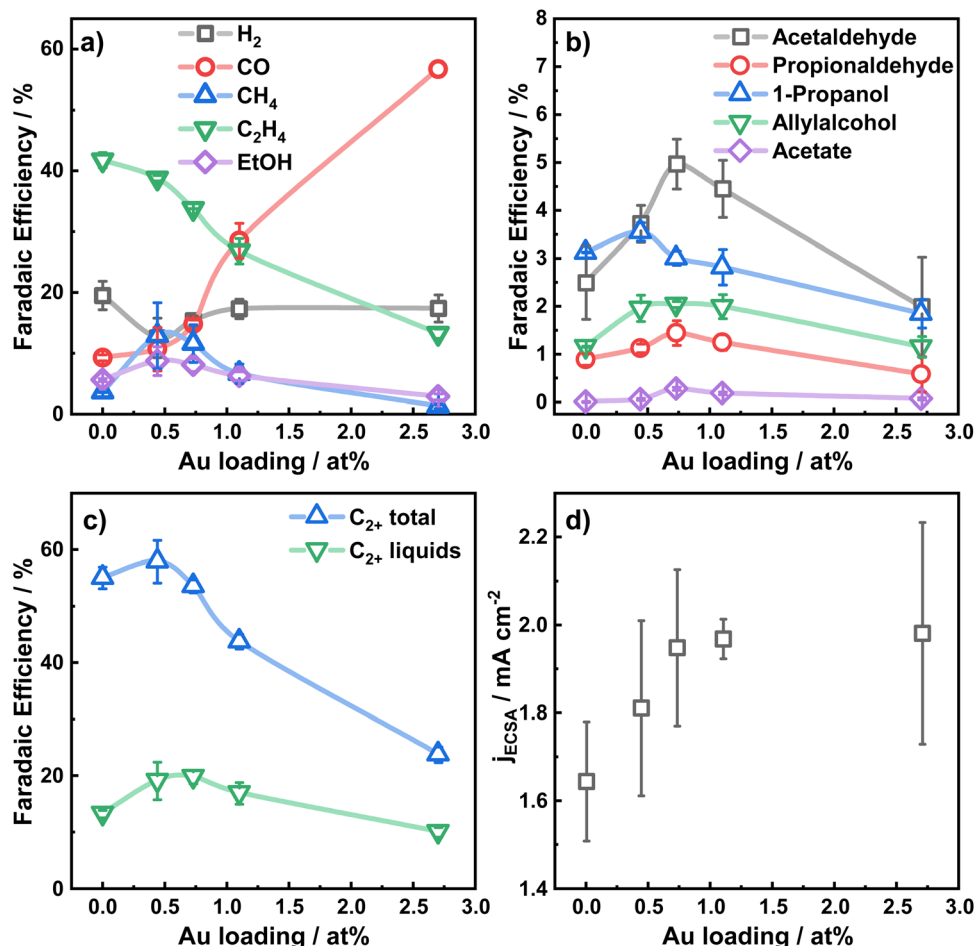 a)
H₂
CO
CH₄
C₂H₄
EtOH
60
40
20
0
Faradaic Efficiency / %
0.0 0.5 1.0 1.5 2.0 2.5 3.0
Au loading / at%
b)
Acetaldehyde
Propionaldehyde
1-Propanol
Allylalcohol
Acetate
8
7
6
5
4
3
2
1
0
Faradaic Efficiency / %
0.0 0.5 1.0 1.5 2.0 2.5 3.0
Au loading / at%
c)
C₂₊ total
C₂₊ liquids
60
40
20
0
Faradaic Efficiency / %
0.0 0.5 1.0 1.5 2.0 2.5 3.0
Au loading / at%
d)
2.2
2.0
1.8
1.6
1.4
jECSA / mA cm⁻²
0.0 0.5 1.0 1.5 2.0 2.5 3.0
Au loading / at%